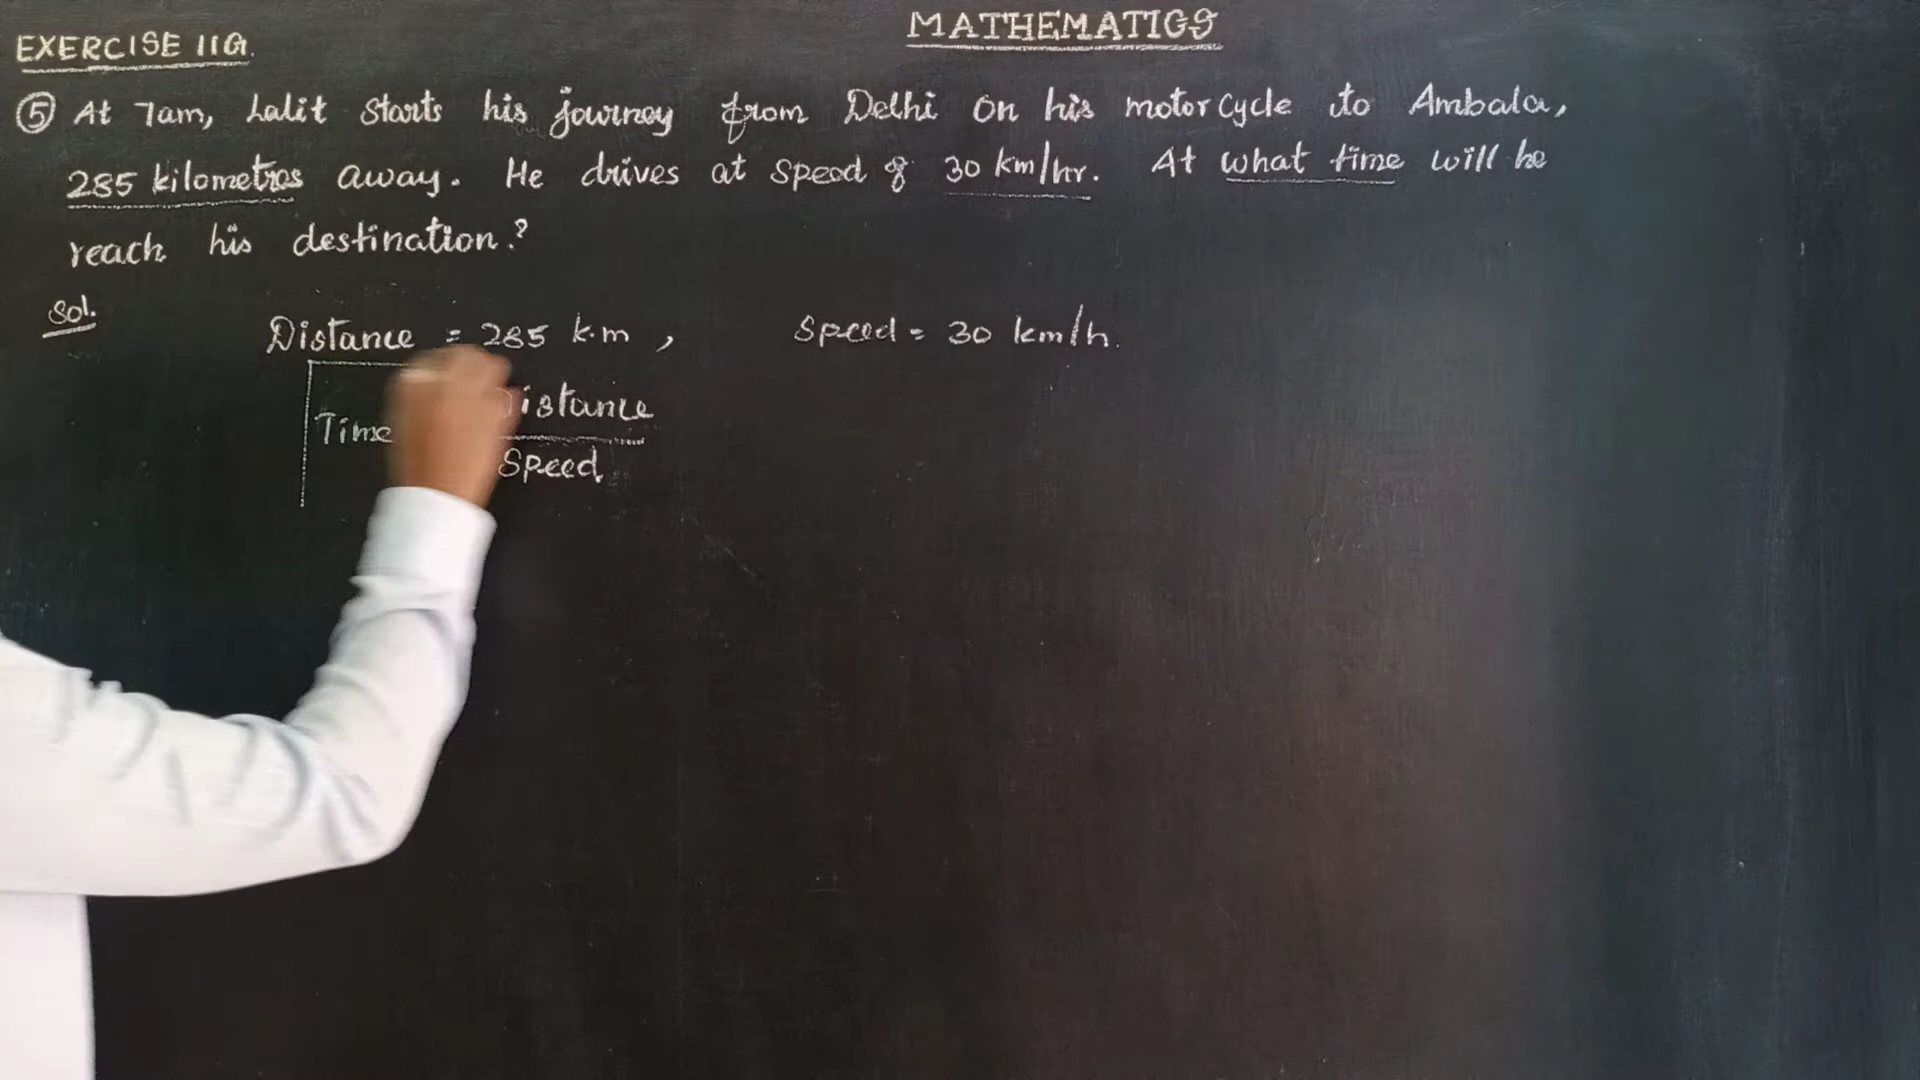 MATHEMATICS
EXERCISE 11G.
⑤ At 7am, Lalit starts his journey from Delhi on his motorcycle to Ambala,
285 kilometres away. He drives at speed of 30 km/hr. At what time will he
reach his destination.?
Sol.
Distance = 285 k.m , Speed = 30 km/h.
Time Distance
Speed